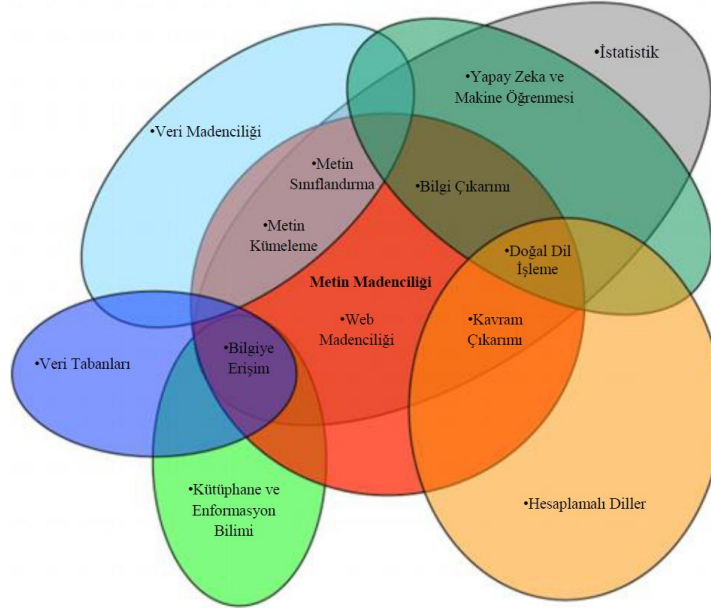 •İstatistik
•Yapay Zeka ve
Makine Öğrenmesi
•Veri Madenciliği
•Metin
Sınıflandırma
•Bilgi Çıkarımı
•Metin
Kümeleme
•Doğal Dil
İşleme
Metin Madenciliği
•Web
Madenciliği
•Kavram
Çıkarımı
•Bilgiye
Erişim
•Veri Tabanları
•Kütüphane ve
Enformasyon
Bilimi
•Hesaplamalı Diller